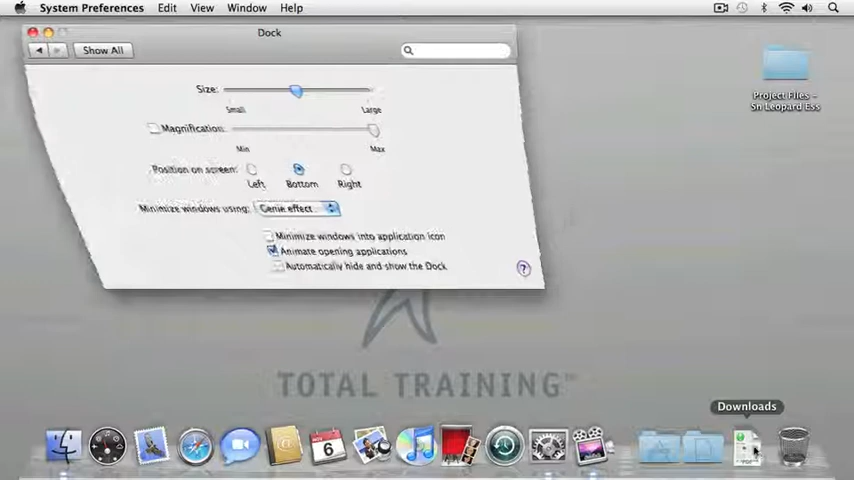 System Preferences Edit View Window Help
Dock
Show All
Size:
Small Large
Magnification:
Min Max
Position on screen:
Left Bottom Right
Minimize windows using: Genie effect
Minimize windows into application icon
Animate opening applications
Automatically hide and show the Dock
?
Project Files –
Sn Leopard Ess
TOTAL TRAINING™
Downloads
6